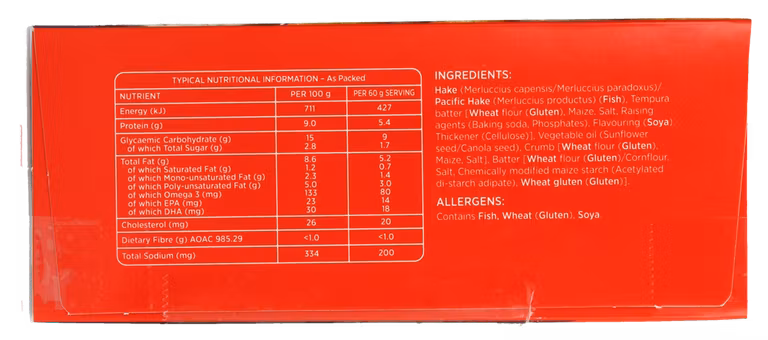 TYPICAL NUTRITIONAL INFORMATION – As Packed
NUTRIENT PER 100 g PER 60 g SERVING
Energy (kJ) 711 427
Protein (g) 9.0 5.4
Glycaemic Carbohydrate (g) 15 9
of which Total Sugar (g) 2.8 1.7
Total Fat (g) 8.6 5.2
of which Saturated Fat (g) 1.2 0.7
of which Mono-unsaturated Fat (g) 2.3 1.4
of which Poly-unsaturated Fat (g) 5.0 3.0
of which Omega 3 (mg) 133 80
of which EPA (mg) 23 14
of which DHA (mg) 30 18
Cholesterol (mg) 26 20
Dietary Fibre (g) AOAC 985.29 <1.0 <1.0
Total Sodium (mg) 334 200
INGREDIENTS:
Hake (Merluccius capensis/Merluccius paradoxus)/
Pacific Hake (Merluccius productus) (Fish), Tempura
batter [Wheat flour (Gluten), Maize, Salt, Raising
agents (Baking soda, Phosphates), Flavouring (Soya),
Thickener (Cellulose)], Vegetable oil (Sunflower
seed/Canola seed), Crumb [Wheat flour (Gluten),
Maize, Salt], Batter [Wheat flour (Gluten)/Cornflour,
Salt, Chemically modified maize starch (Acetylated
di-starch adipate), Wheat gluten (Gluten)].
ALLERGENS:
Contains Fish, Wheat (Gluten), Soya.